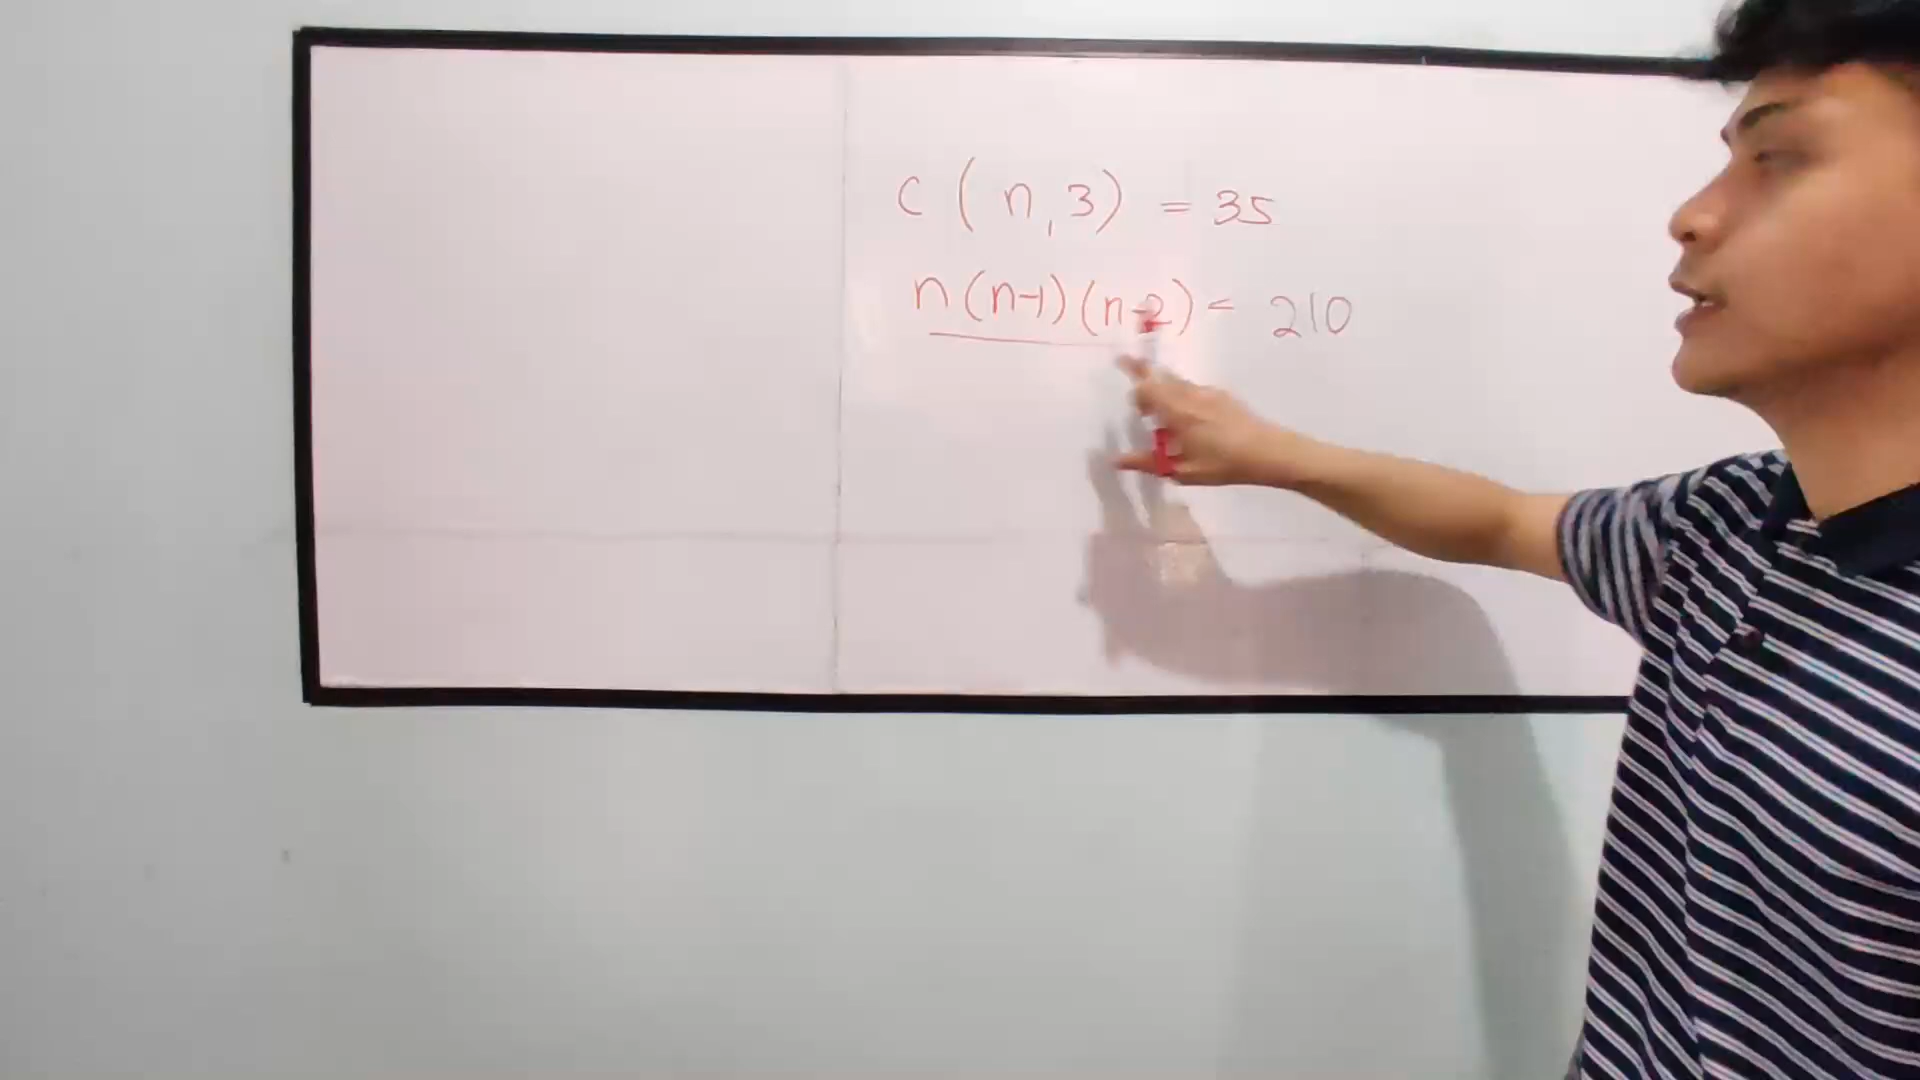 C ( n, 3) = 35
n (n-1) (n-2) = 210